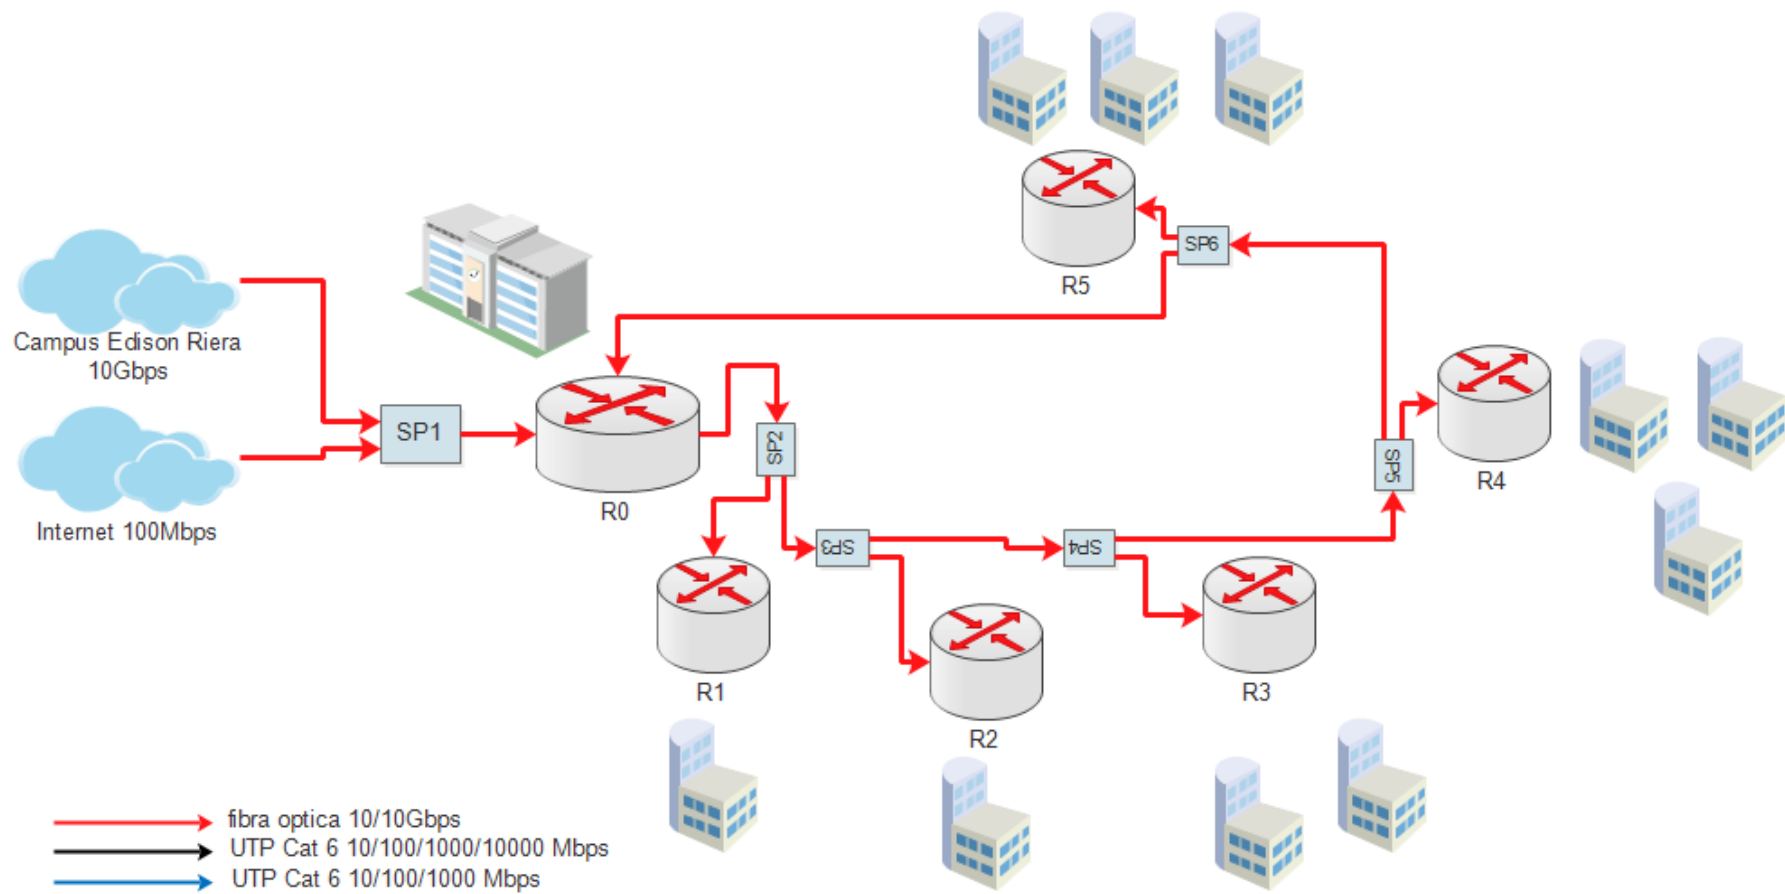 R5
SP6
Campus Edison Riera
10Gbps
SP1
SP2
R0
Internet 100Mbps
SP5
R4
SP3
SP4
R1
R2
R3
fibra optica 10/10Gbps
UTP Cat 6 10/100/1000/10000 Mbps
UTP Cat 6 10/100/1000 Mbps